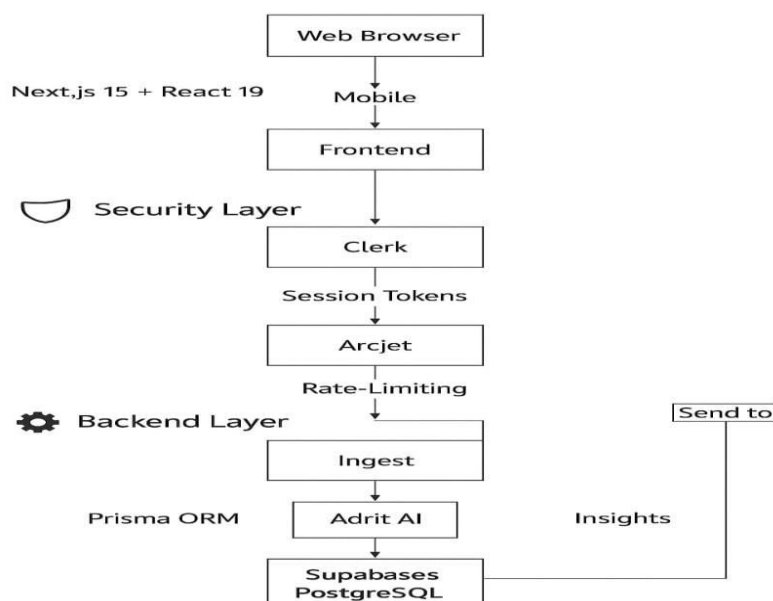 Web Browser
Next,js 15 + React 19
Mobile
Frontend
Security Layer
Clerk
Session Tokens
Arcjet
Rate-Limiting
Backend Layer
Send to
Ingest
Prisma ORM
Adrit AI
Insights
Supabases
PostgreSQL